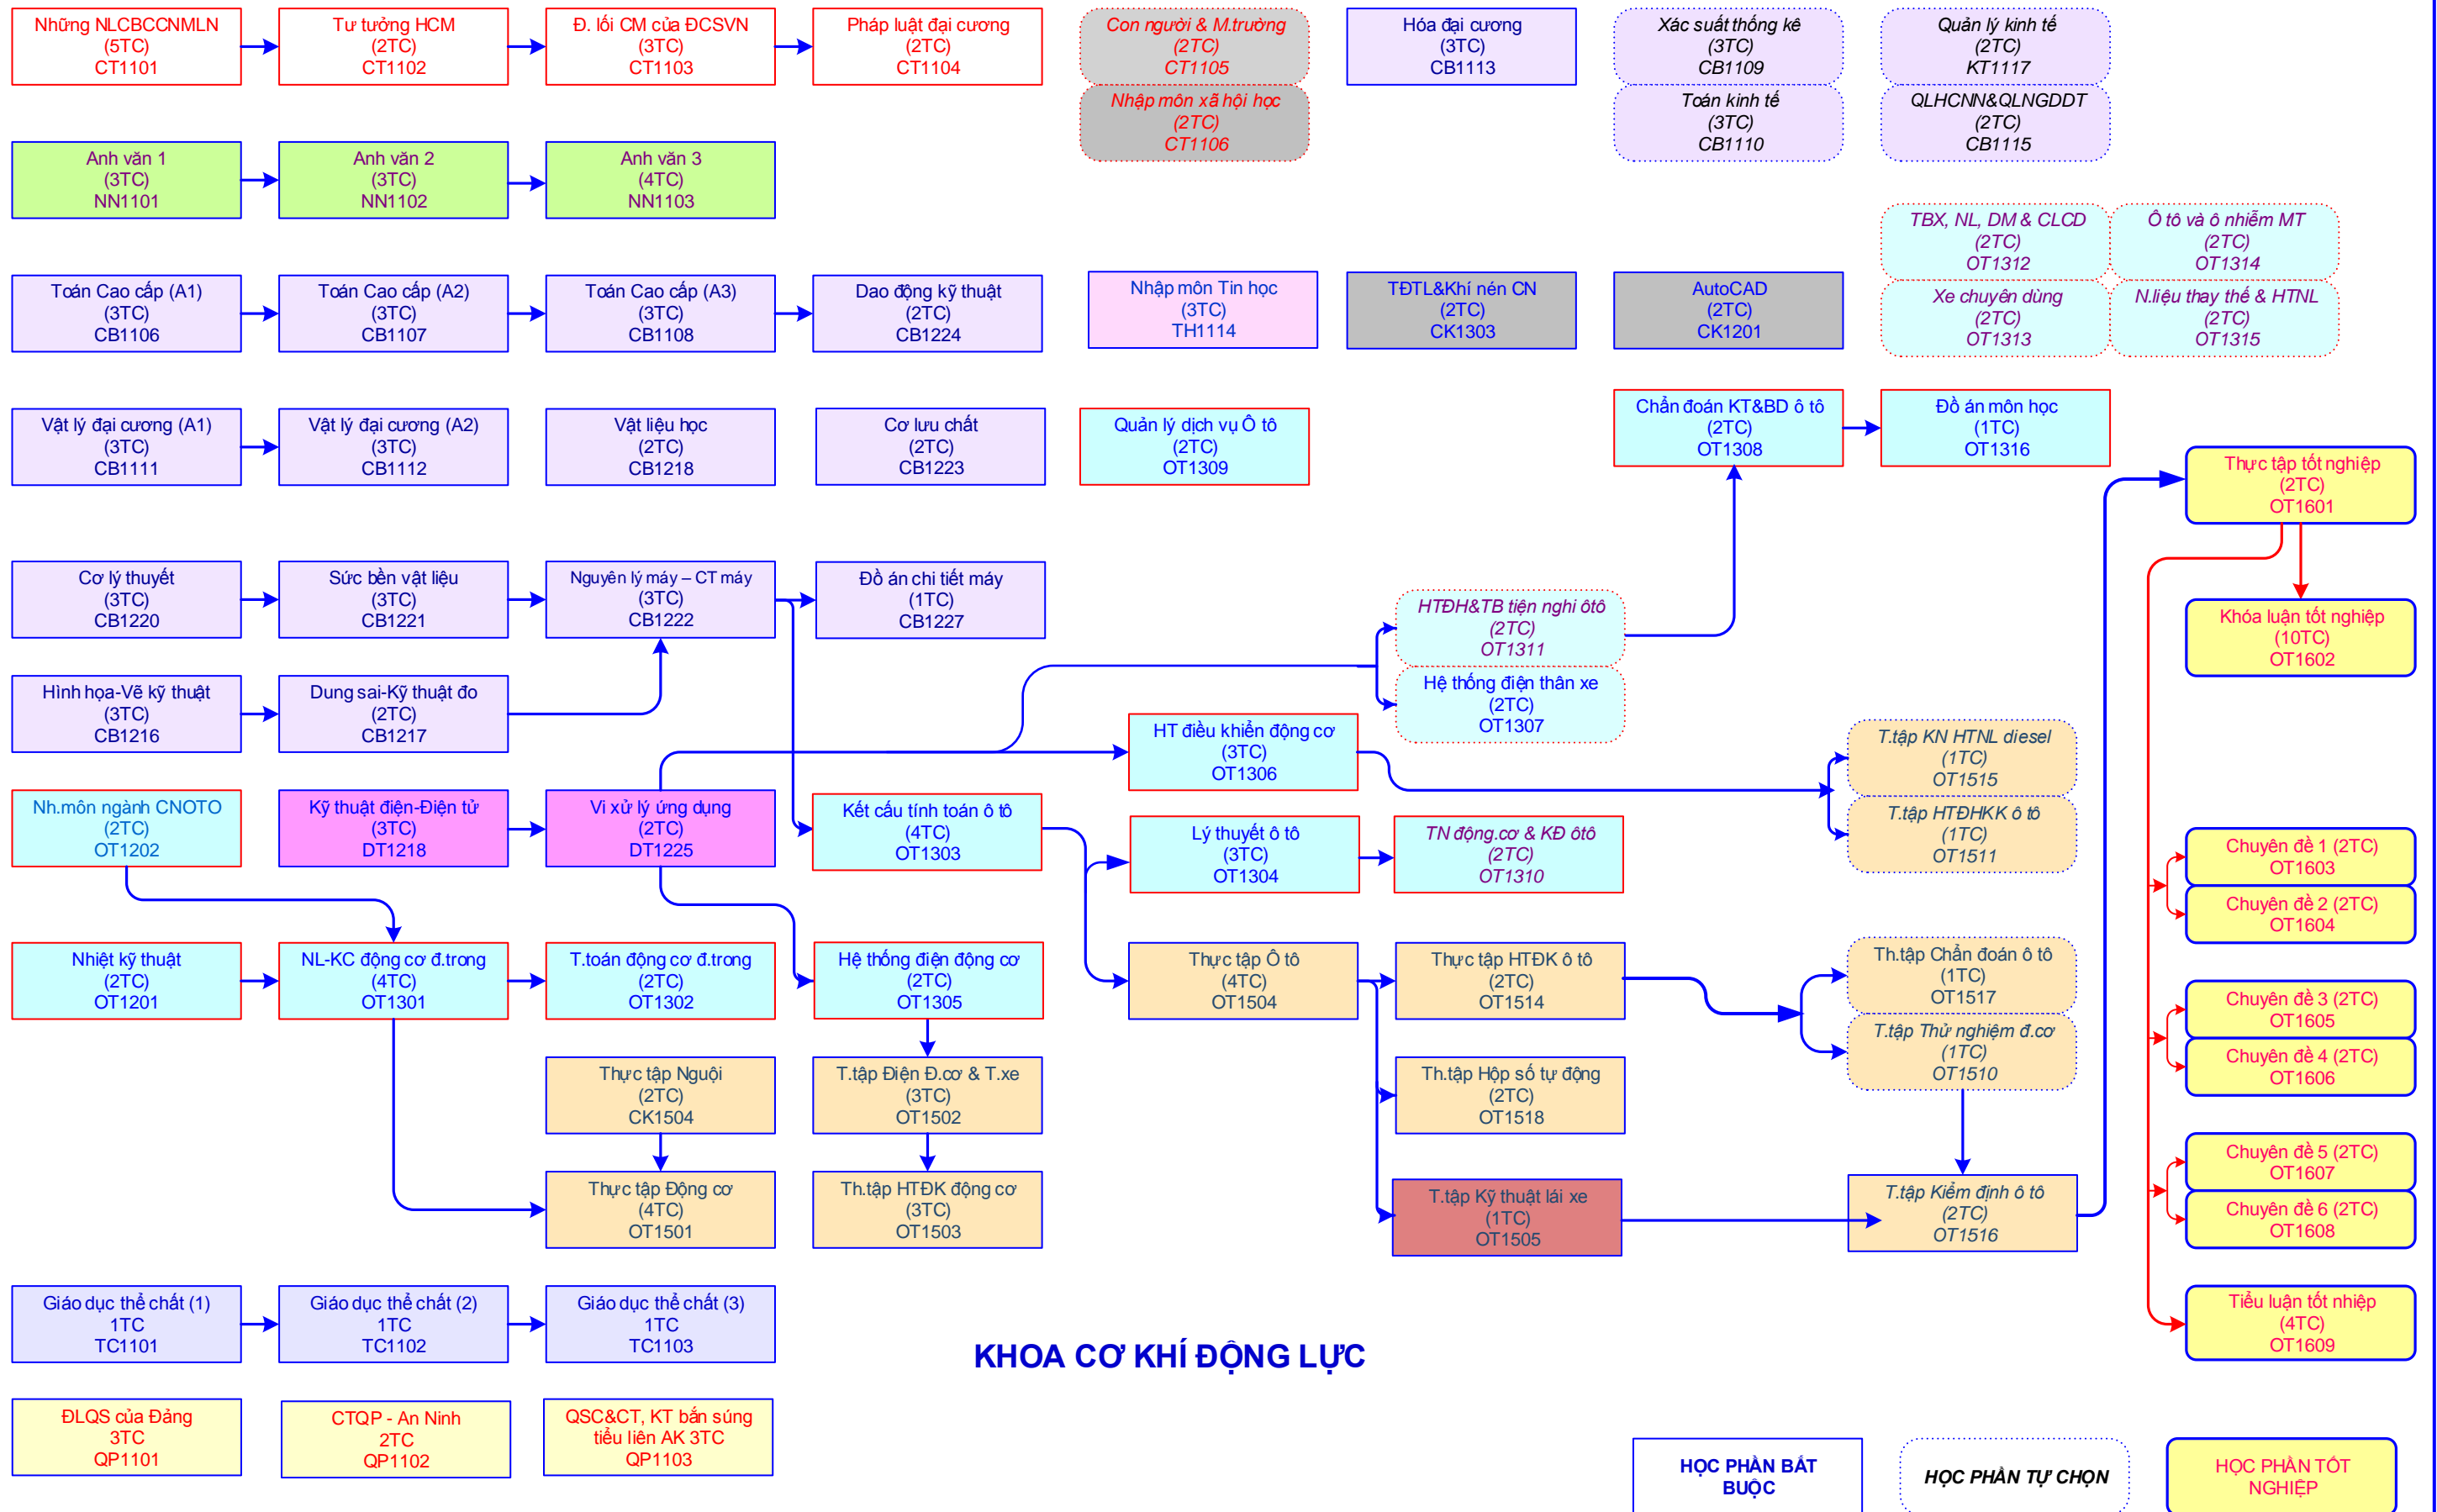 Những NLCBCCNMLN
(5TC)
CT1101
Tư tưởng HCM
(2TC)
CT1102
Đ. lối CM của ĐCSVN
(3TC)
CT1103
Pháp luật đại cương
(2TC)
CT1104
Con người & M.trường
(2TC)
CT1105
Nhập môn xã hội học
(2TC)
CT1106
Hóa đại cương
(3TC)
CB1113
Xác suất thống kê
(3TC)
CB1109
Toán kinh tế
(3TC)
CB1110
Quản lý kinh tế
(2TC)
KT1117
QLHCNN&QLNGDDT
(2TC)
CB1115
Anh văn 1
(3TC)
NN1101
Anh văn 2
(3TC)
NN1102
Anh văn 3
(4TC)
NN1103
TBX, NL, DM & CLCD
(2TC)
OT1312
Ô tô và ô nhiễm MT
(2TC)
OT1314
Xe chuyên dùng
(2TC)
OT1313
N.liệu thay thế & HTNL
(2TC)
OT1315
Toán Cao cấp (A1)
(3TC)
CB1106
Toán Cao cấp (A2)
(3TC)
CB1107
Toán Cao cấp (A3)
(3TC)
CB1108
Dao động kỹ thuật
(2TC)
CB1224
Nhập môn Tin học
(3TC)
TH1114
TĐTL&Khí nén CN
(2TC)
CK1303
AutoCAD
(2TC)
CK1201
Vật lý đại cương (A1)
(3TC)
CB1111
Vật lý đại cương (A2)
(3TC)
CB1112
Vật liệu học
(2TC)
CB1218
Cơ lưu chất
(2TC)
CB1223
Quản lý dịch vụ Ô tô
(2TC)
OT1309
Chẩn đoán KT&BD ô tô
(2TC)
OT1308
Đồ án môn học
(1TC)
OT1316
Thực tập tốt nghiệp
(2TC)
OT1601
Cơ lý thuyết
(3TC)
CB1220
Sức bền vật liệu
(3TC)
CB1221
Nguyên lý máy – CT máy
(3TC)
CB1222
Đồ án chi tiết máy
(1TC)
CB1227
HTĐH&TB tiện nghi ôtô
(2TC)
OT1311
Hệ thống điện thân xe
(2TC)
OT1307
Khóa luận tốt nghiệp
(10TC)
OT1602
Hình họa-Vẽ kỹ thuật
(3TC)
CB1216
Dung sai-Kỹ thuật đo
(2TC)
CB1217
HT điều khiển động cơ
(3TC)
OT1306
T.tập KN HTNL diesel
(1TC)
OT1515
T.tập HTĐHKK ô tô
(1TC)
OT1511
Nh.môn ngành CNOTO
(2TC)
OT1202
Kỹ thuật điện-Điện tử
(3TC)
DT1218
Vi xử lý ứng dụng
(2TC)
DT1225
Kết cấu tính toán ô tô
(4TC)
OT1303
Lý thuyết ô tô
(3TC)
OT1304
TN động.cơ & KĐ ôtô
(2TC)
OT1310
Chuyên đề 1 (2TC)
OT1603
Chuyên đề 2 (2TC)
OT1604
Nhiệt kỹ thuật
(2TC)
OT1201
NL-KC động cơ đ.trong
(4TC)
OT1301
T.toán động cơ đ.trong
(2TC)
OT1302
Hệ thống điện động cơ
(2TC)
OT1305
Thực tập Ô tô
(4TC)
OT1504
Thực tập HTĐK ô tô
(2TC)
OT1514
Th.tập Chẩn đoán ô tô
(1TC)
OT1517
T.tập Thử nghiệm đ.cơ
(1TC)
OT1510
Chuyên đề 3 (2TC)
OT1605
Chuyên đề 4 (2TC)
OT1606
Thực tập Nguội
(2TC)
CK1504
T.tập Điện Đ.cơ & T.xe
(3TC)
OT1502
Th.tập Hộp số tự động
(2TC)
OT1518
Chuyên đề 5 (2TC)
OT1607
Chuyên đề 6 (2TC)
OT1608
Thực tập Động cơ
(4TC)
OT1501
Th.tập HTĐK động cơ
(3TC)
OT1503
T.tập Kỹ thuật lái xe
(1TC)
OT1505
T.tập Kiểm định ô tô
(2TC)
OT1516
Giáo dục thể chất (1)
1TC
TC1101
Giáo dục thể chất (2)
1TC
TC1102
Giáo dục thể chất (3)
1TC
TC1103
Tiểu luận tốt nhiệp
(4TC)
OT1609
KHOA CƠ KHÍ ĐỘNG LỰC
ĐLQS của Đảng
3TC
QP1101
CTQP - An Ninh
2TC
QP1102
QSC&CT, KT bắn súng
tiểu liên AK 3TC
QP1103
HỌC PHẦN BẮT
BUỘC
HỌC PHẦN TỰ CHỌN
HỌC PHẦN TỐT
NGHIỆP